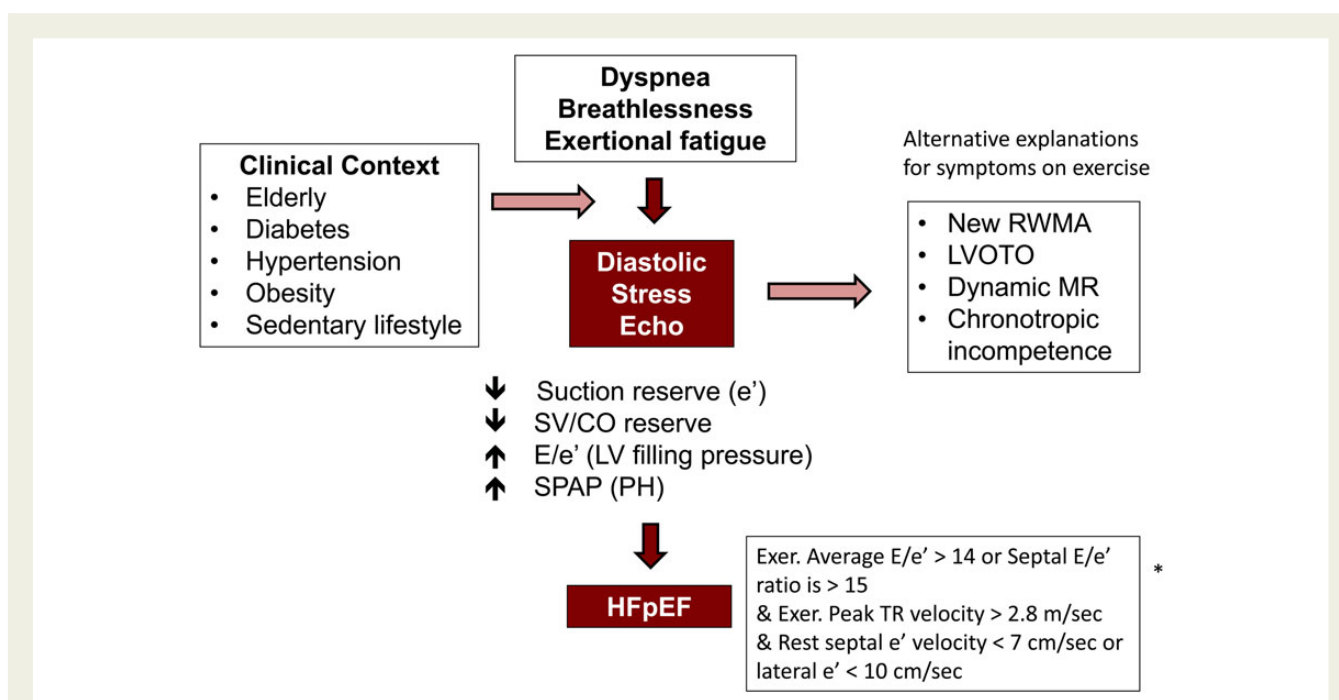 Dyspnea
Breathlessness
Exertional fatigue
Clinical Context
• Elderly
• Diabetes
• Hypertension
• Obesity
• Sedentary lifestyle
Diastolic
Stress
Echo
Alternative explanations
for symptoms on exercise
• New RWMA
• LVOTO
• Dynamic MR
• Chronotropic
incompetence
🡻 Suction reserve (e’)
🡻 SV/CO reserve
🡹 E/e’ (LV filling pressure)
🡹 SPAP (PH)
HFpEF
Exer. Average E/e’ > 14 or Septal E/e’
ratio is > 15
& Exer. Peak TR velocity > 2.8 m/sec
& Rest septal e’ velocity < 7 cm/sec or
lateral e’ < 10 cm/sec
*